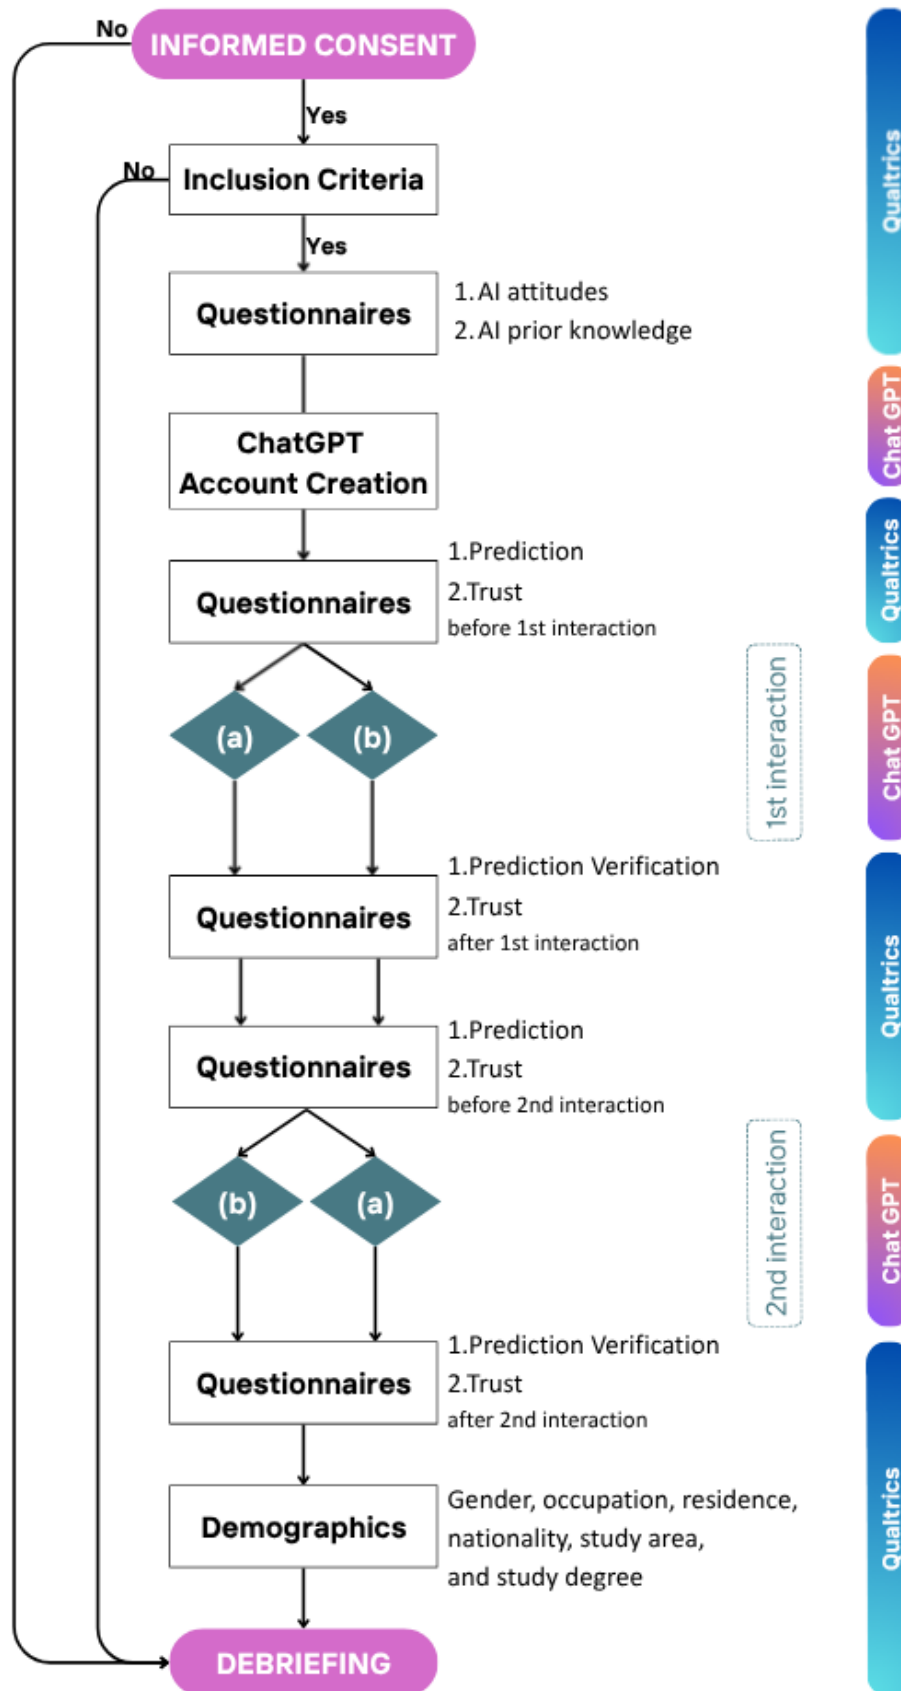 No
INFORMED CONSENT
Yes
No
Inclusion Criteria
Yes
Questionnaires
1. AI attitudes
2. AI prior knowledge
Qualtrics
ChatGPT
Account Creation
Chat GPT
Questionnaires
1.Prediction
2.Trust
before 1st interaction
Qualtrics
(a)
(b)
1st interaction
Chat GPT
Questionnaires
1.Prediction Verification
2.Trust
after 1st interaction
Questionnaires
1.Prediction
2.Trust
before 2nd interaction
Qualtrics
(b)
(a)
2nd interaction
Chat GPT
Questionnaires
1.Prediction Verification
2.Trust
after 2nd interaction
Demographics
Gender, occupation, residence,
nationality, study area,
and study degree
Qualtrics
DEBRIEFING